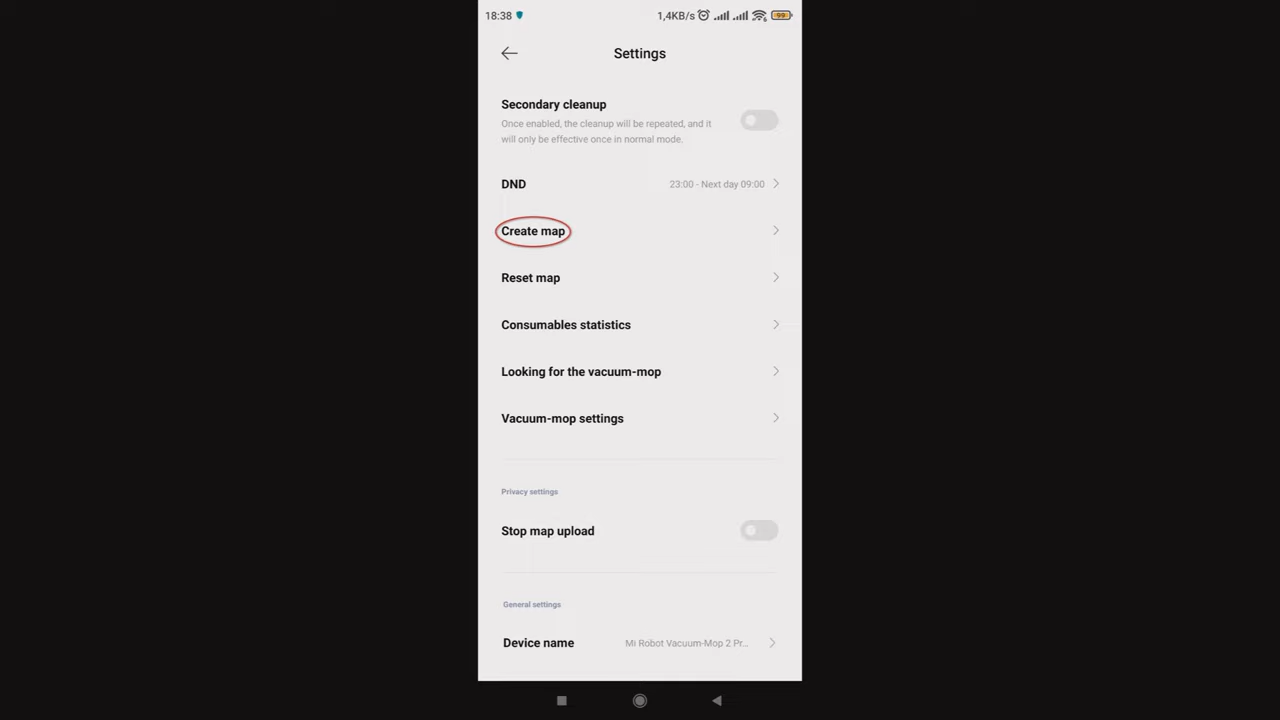 18:38 1,4KB/s 99
Settings
Secondary cleanup
Once enabled, the cleanup will be repeated, and it
will only be effective once in normal mode.
DND 23:00 - Next day 09:00
Create map
Reset map
Consumables statistics
Looking for the vacuum-mop
Vacuum-mop settings
Privacy settings
Stop map upload
General settings
Device name Mi Robot Vacuum-Mop 2 Pr...